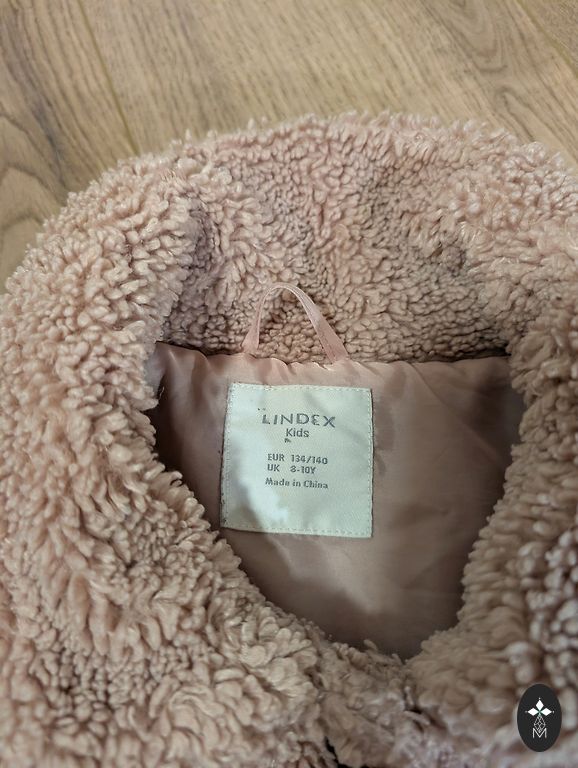 LINDEX
Kids
EUR 134/140
UK 8-10Y
Made in China
M